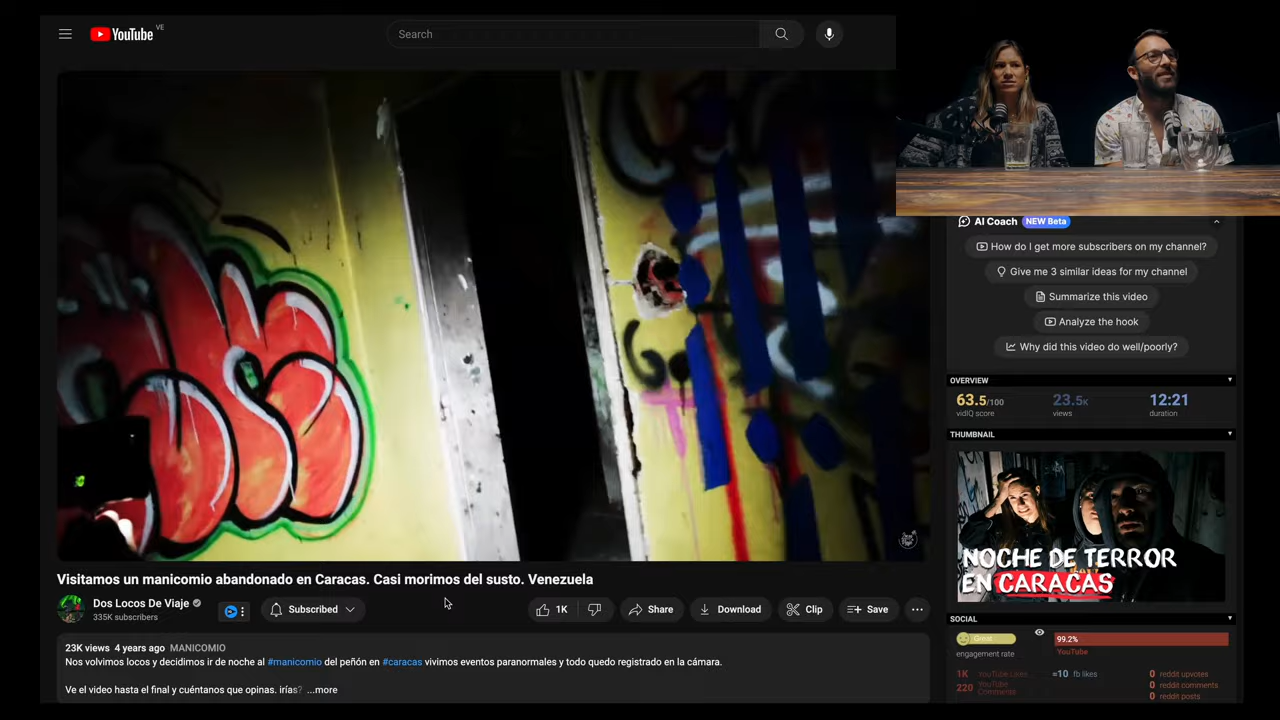 YouTube VE
Search
AI Coach NEW Beta
How do I get more subscribers on my channel?
Give me 3 similar ideas for my channel
Summarize this video
Analyze the hook
Why did this video do well/poorly?
OVERVIEW
63.5/100
vidIQ score
23.5K
views
12:21
duration
THUMBNAIL
NOCHE DE TERROR
EN CARACAS
Visitamos un manicomio abandonado en Caracas. Casi morimos del susto. Venezuela
Dos Locos De Viaje
335K subscribers
Subscribed
1K
Share
Download
Clip
Save
23K views 4 years ago MANICOMIO
Nos volvimos locos y decidimos ir de noche al #manicomio del peñón en #caracas vivimos eventos paranormales y todo quedo registrado en la cámara.
Ve el video hasta el final y cuéntanos que opinas. irías? ...more
SOCIAL
Great
engagement rate
99.2%
YouTube
1K YouTube Likes
220 YouTube Comments
=10 fb likes
0 reddit upvotes
0 reddit comments
0 reddit posts